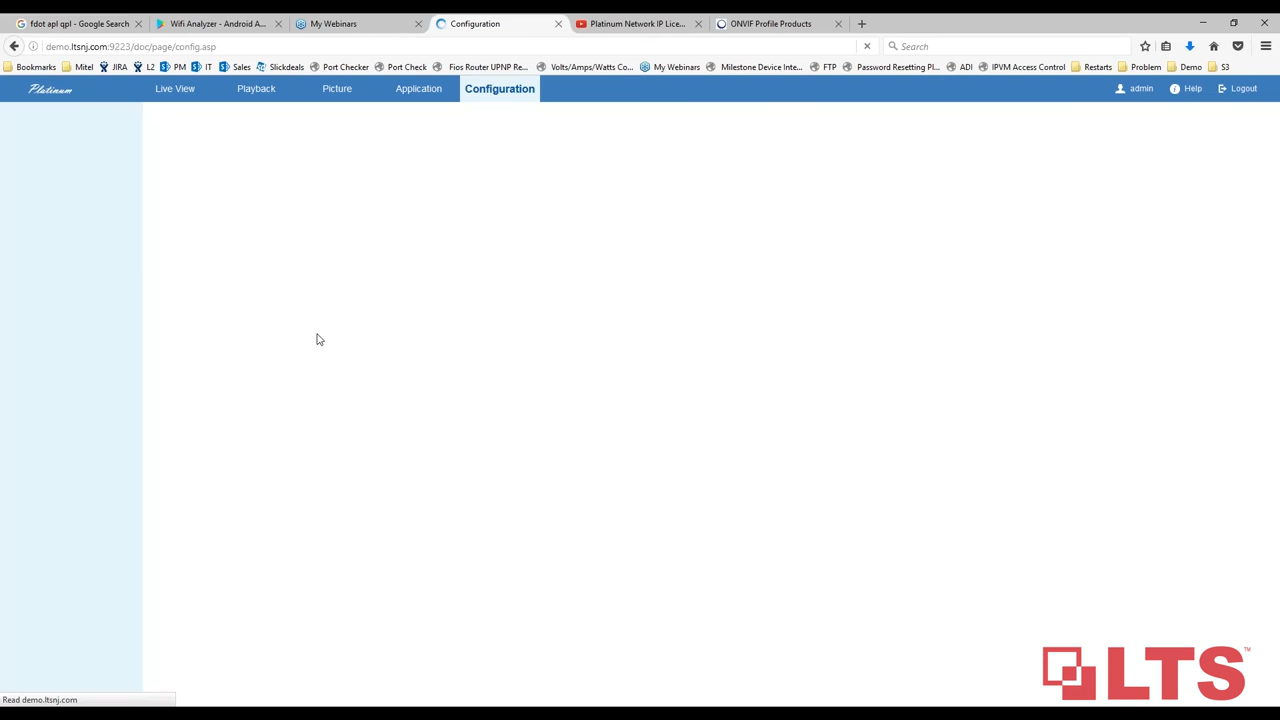 fdot apl qpl - Google Search
Wifi Analyzer - Android A...
My Webinars
Configuration
Platinum Network IP Lice...
ONVIF Profile Products
demo.ltsnj.com:9223/doc/page/config.asp
Search
Bookmarks Mitel JIRA L2 PM IT Sales Slickdeals Port Checker Port Check Fios Router UPNP Re... Volts/Amps/Watts Co... My Webinars Milestone Device Inte... FTP Password Resetting Pl... ADI IPVM Access Control Restarts Problem Demo S3
Platinum Live View Playback Picture Application Configuration admin Help Logout
LTS™
Read demo.ltsnj.com